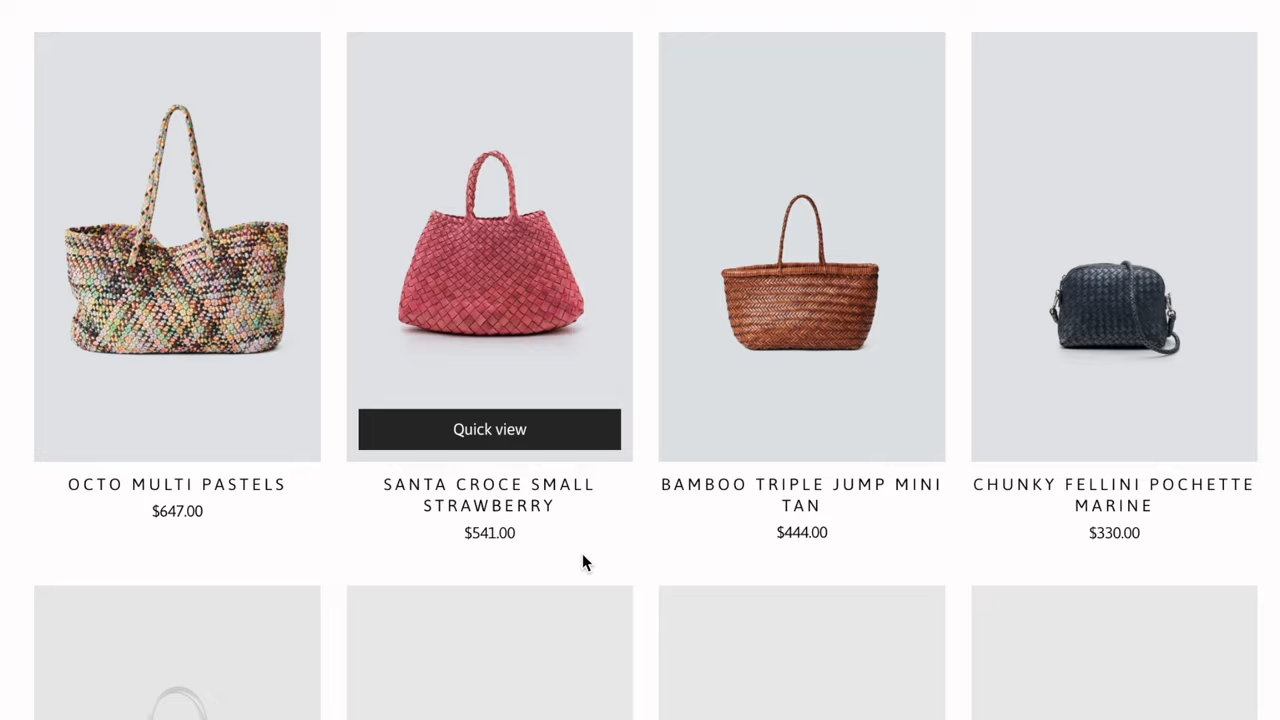 Quick view
OCTO MULTI PASTELS
$647.00
SANTA CROCE SMALL
STRAWBERRY
$541.00
BAMBOO TRIPLE JUMP MINI
TAN
$444.00
CHUNKY FELLINI POCHETTE
MARINE
$330.00